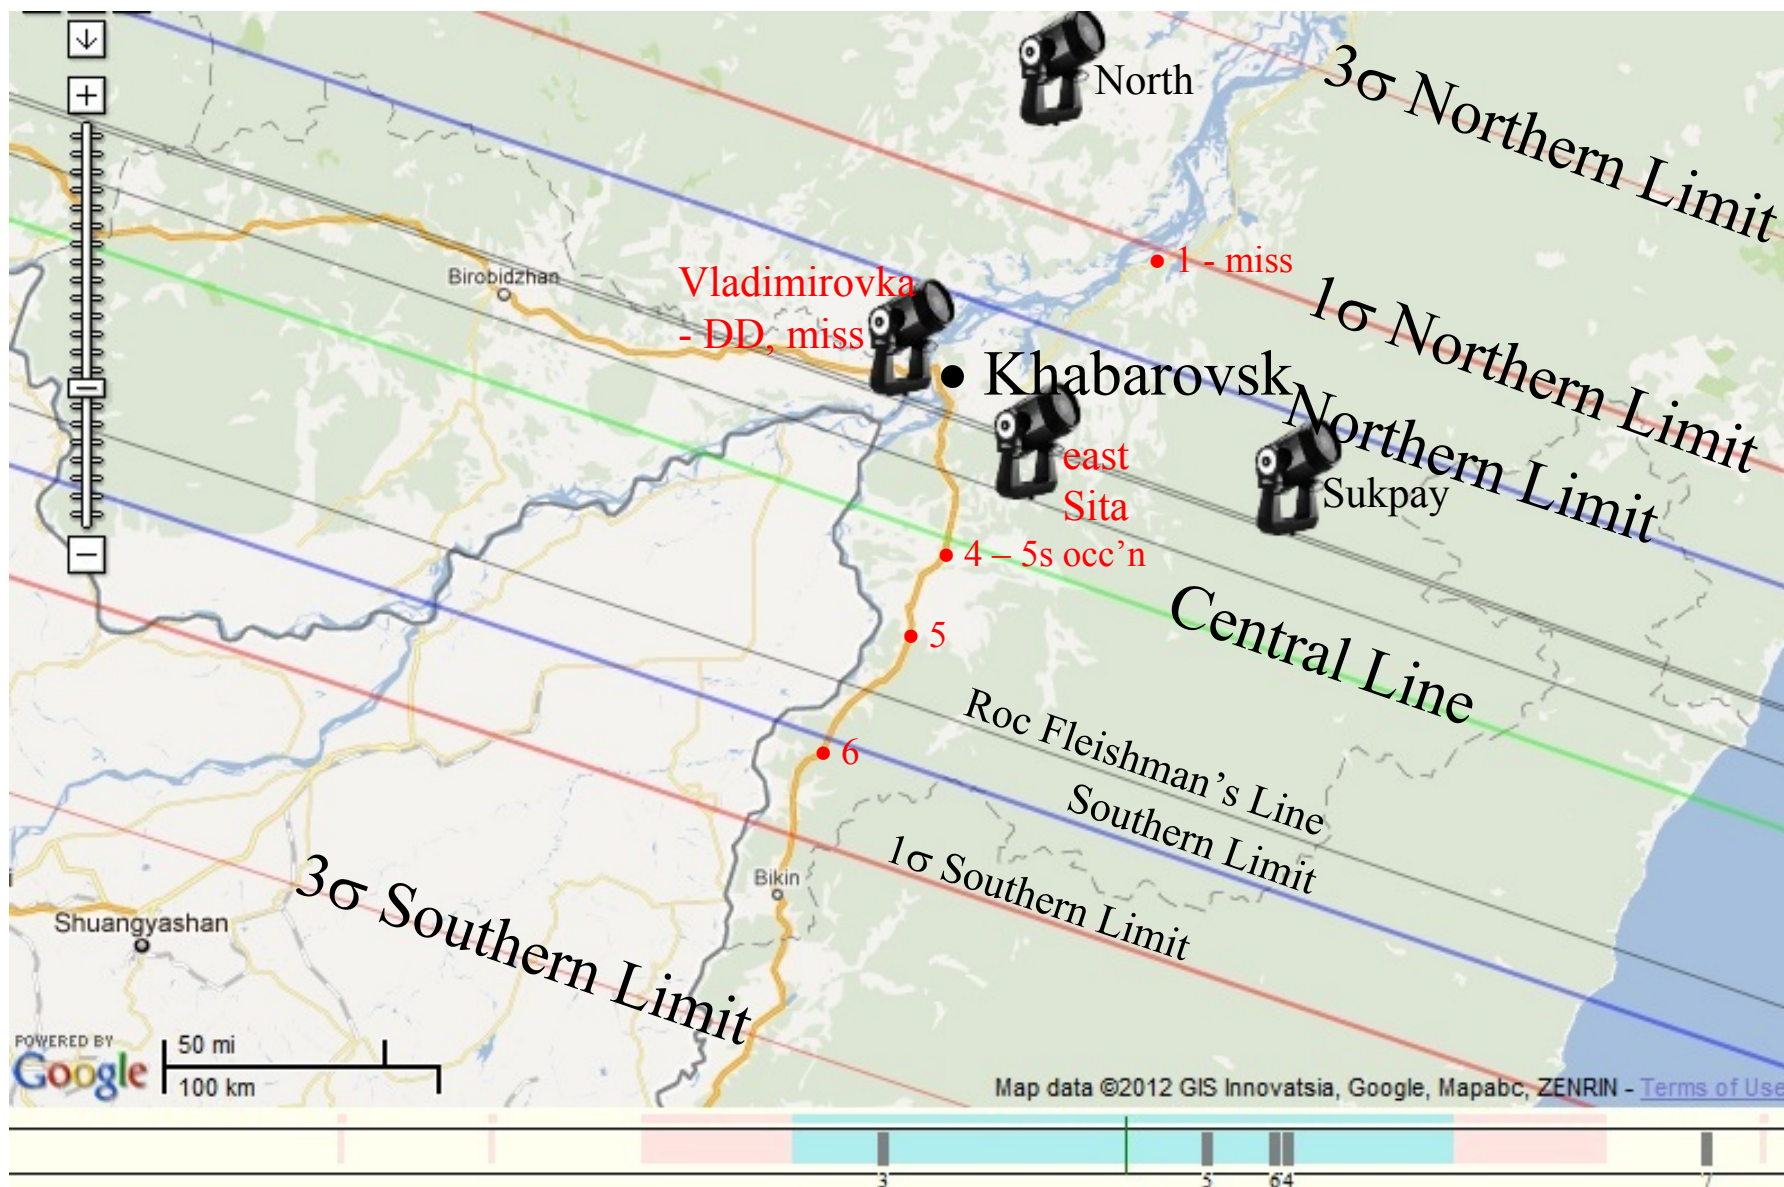 North
3σ Northern Limit
Birobidzhan
Vladimirovka
- DD, miss
1 - miss
1σ Northern Limit
Khabarovsk
Northern Limit
east
Sita
Sukpay
4 – 5s occ’n
Central Line
5
Roc Fleishman’s Line
6
Southern Limit
1σ Southern Limit
Bikin
3σ Southern Limit
Shuangyashan
POWERED BY
Google
50 mi
100 km
Map data ©2012 GIS Innovatsia, Google, Mapabc, ZENRIN - Terms of Use
3 5 64 7